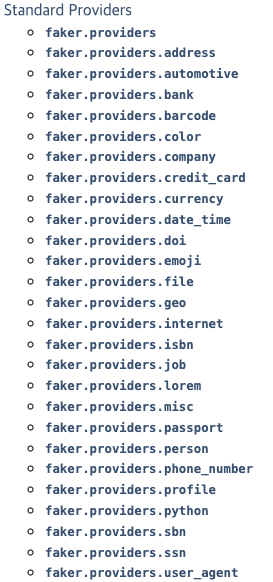 Standard Providers
faker.providers
faker.providers.address
faker.providers.automotive
faker.providers.bank
faker.providers.barcode
faker.providers.color
faker.providers.company
faker.providers.credit_card
faker.providers.currency
faker.providers.date_time
faker.providers.doi
faker.providers.emoji
faker.providers.file
faker.providers.geo
faker.providers.internet
faker.providers.isbn
faker.providers.job
faker.providers.lorem
faker.providers.misc
faker.providers.passport
faker.providers.person
faker.providers.phone_number
faker.providers.profile
faker.providers.python
faker.providers.sbn
faker.providers.ssn
faker.providers.user_agent